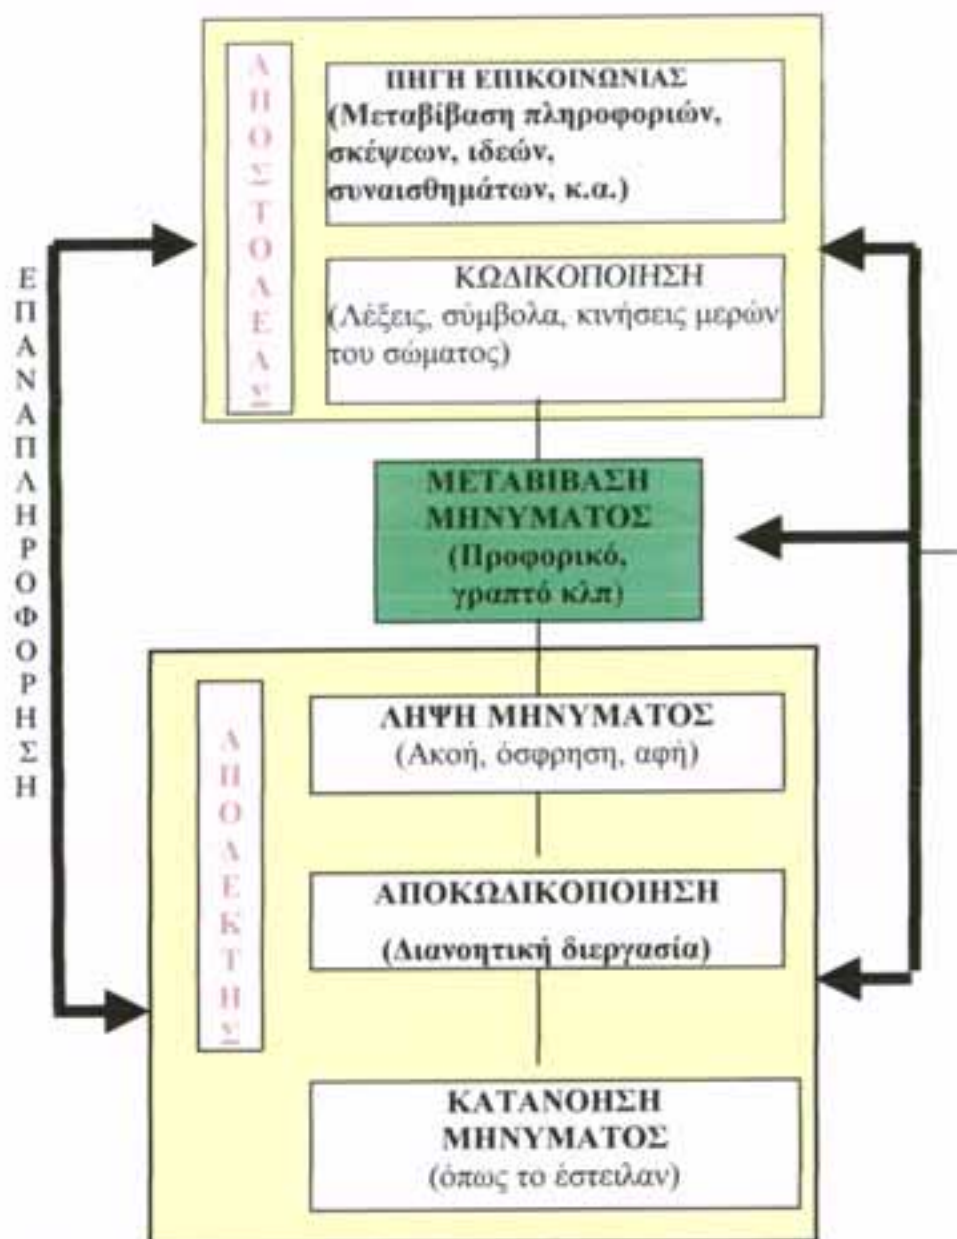 ΑΠΟΣΤΟΛΕΑΣ
ΠΗΓΗ ΕΠΙΚΟΙΝΩΝΙΑΣ
(Μεταβίβαση πληροφοριών,
σκέψεων, ιδεών,
συναισθημάτων, κ.α.)
ΚΩΔΙΚΟΠΟΙΗΣΗ
(Λέξεις, σύμβολα, κινήσεις μερών
του σώματος)
ΕΠΑΝΑΠΛΗΡΟΦΟΡΗΣΗ
ΜΕΤΑΒΙΒΑΣΗ
ΜΗΝΥΜΑΤΟΣ
(Προφορικό,
γραπτό κλπ)
ΑΠΟΔΕΚΤΗΣ
ΛΗΨΗ ΜΗΝΥΜΑΤΟΣ
(Ακοή, όσφρηση, αφή)
ΑΠΟΚΩΔΙΚΟΠΟΙΗΣΗ
(Διανοητική διεργασία)
ΚΑΤΑΝΟΗΣΗ
ΜΗΝΥΜΑΤΟΣ
(όπως το έστειλαν)